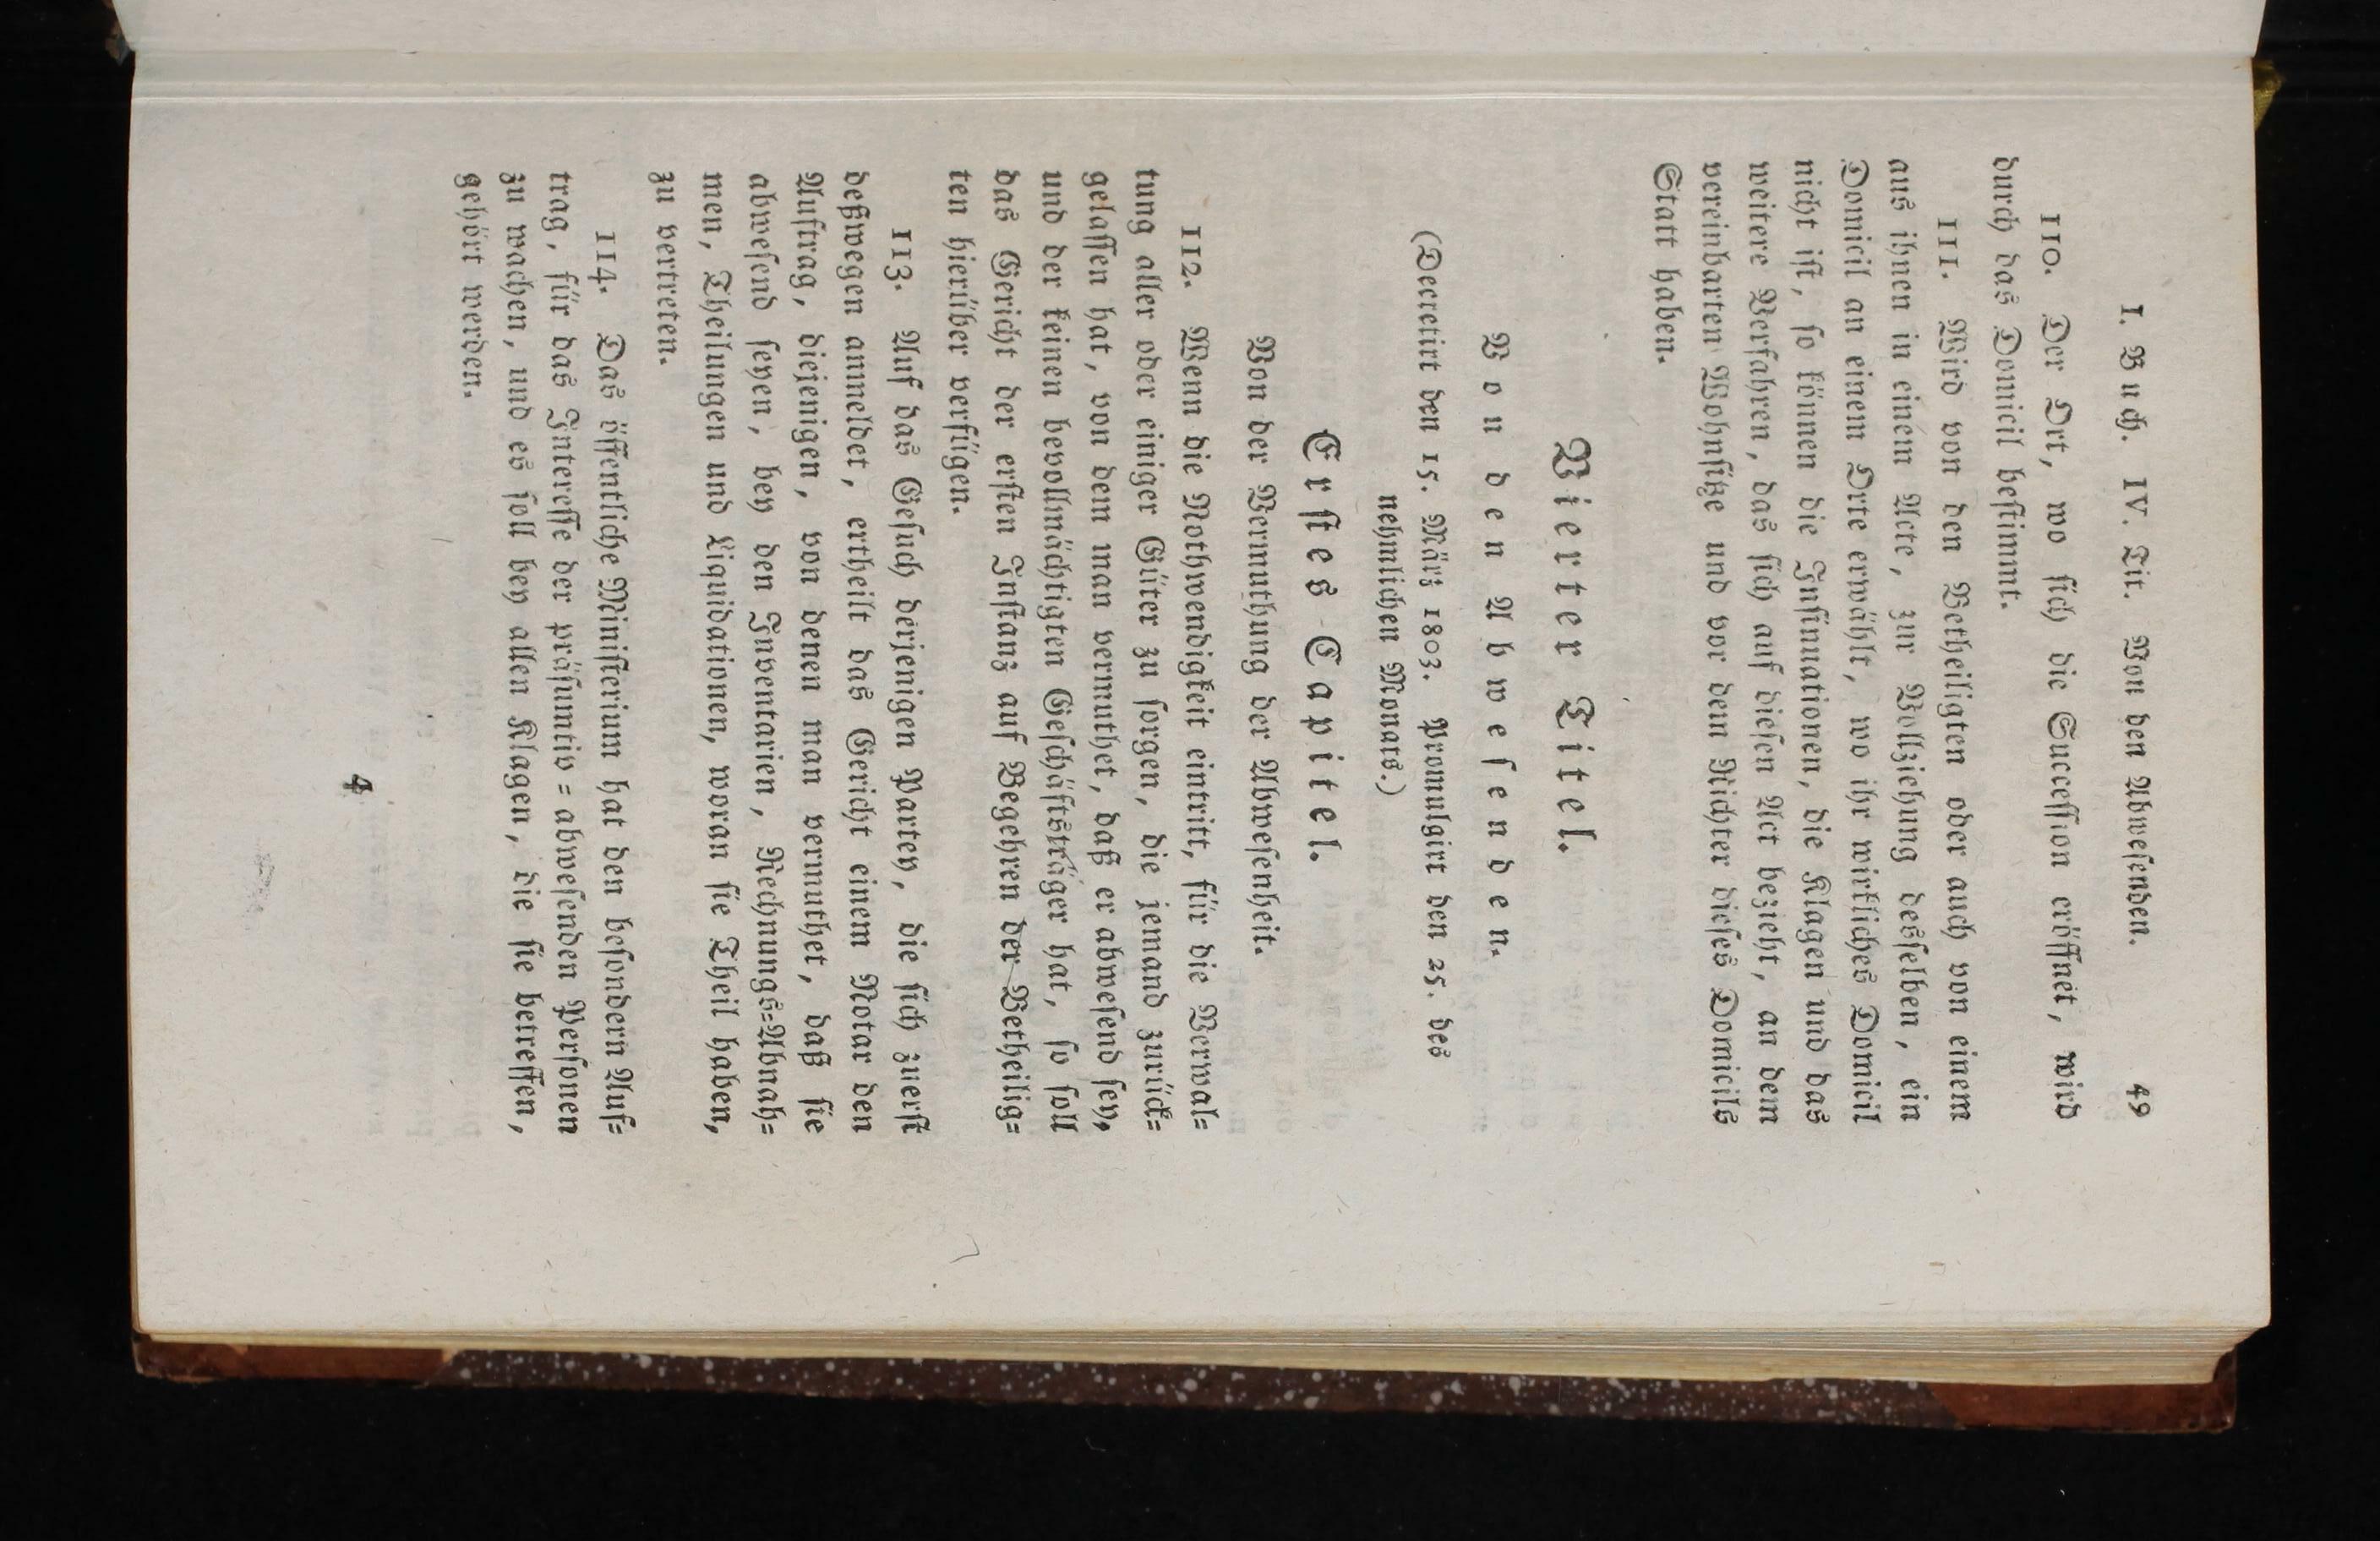 I. Buch. IV. Tit. Von den Abwesenden. 49
110. Der Ort, wo sich die Succession eröffnet, wird
durch das Domicil bestimmt.
111. Wird von den Betheiligten oder auch von einem
aus ihnen in einem Acte, zur Vollziehung desselben, ein
Domicil an einem Orte erwählt, wo ihr wirkliches Domicil
nicht ist, so können die Insinuationen, die Klagen und das
weitere Verfahren, das sich auf diesen Act bezieht, an dem
vereinbarten Wohnsitze und vor dem Richter dieses Domicils
Statt haben.
Vierter Titel.
Von den Abwesenden.
(Decretirt den 15. März 1803. Promulgirt den 25. des
nehmlichen Monats.)
Erstes Capitel.
Von der Vermuthung der Abwesenheit.
112. Wenn die Nothwendigkeit eintritt, für die Verwal=
tung aller oder einiger Güter zu sorgen, die jemand zurück=
gelassen hat, von dem man vermuthet, daß er abwesend sey,
und der keinen bevollmächtigten Geschäftsträger hat, so soll
das Gericht der ersten Instanz auf Begehren der Betheilig=
ten hierüber verfügen.
113. Auf das Gesuch derjenigen Partey, die sich zuerst
deßwegen anmeldet, ertheilt das Gericht einem Notar den
Auftrag, diejenigen, von denen man vermuthet, daß sie
abwesend seyen, bey den Inventarien, Rechnungs=Abnah=
men, Theilungen und Liquidationen, woran sie Theil haben,
zu vertreten.
114. Das öffentliche Ministerium hat den besondern Auf=
trag, für das Interesse der präsumtiv=abwesenden Personen
zu wachen, und es soll bey allen Klagen, die sie betreffen,
gehört werden.
4